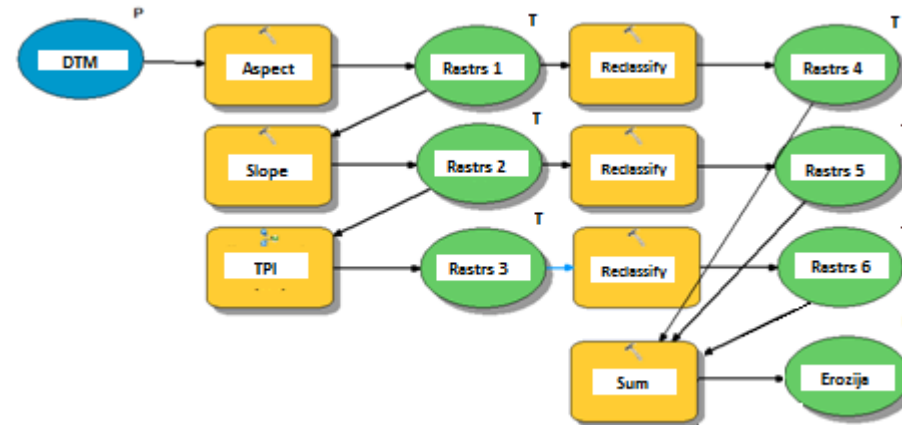 P
T
T
DTM
Aspect
Rastrs 1
Reclassify
Rastrs 4
T
Slope
Rastrs 2
Reclassify
Rastrs 5
T
TPI
Rastrs 3
Reclassify
Rastrs 6
Sum
Erozija